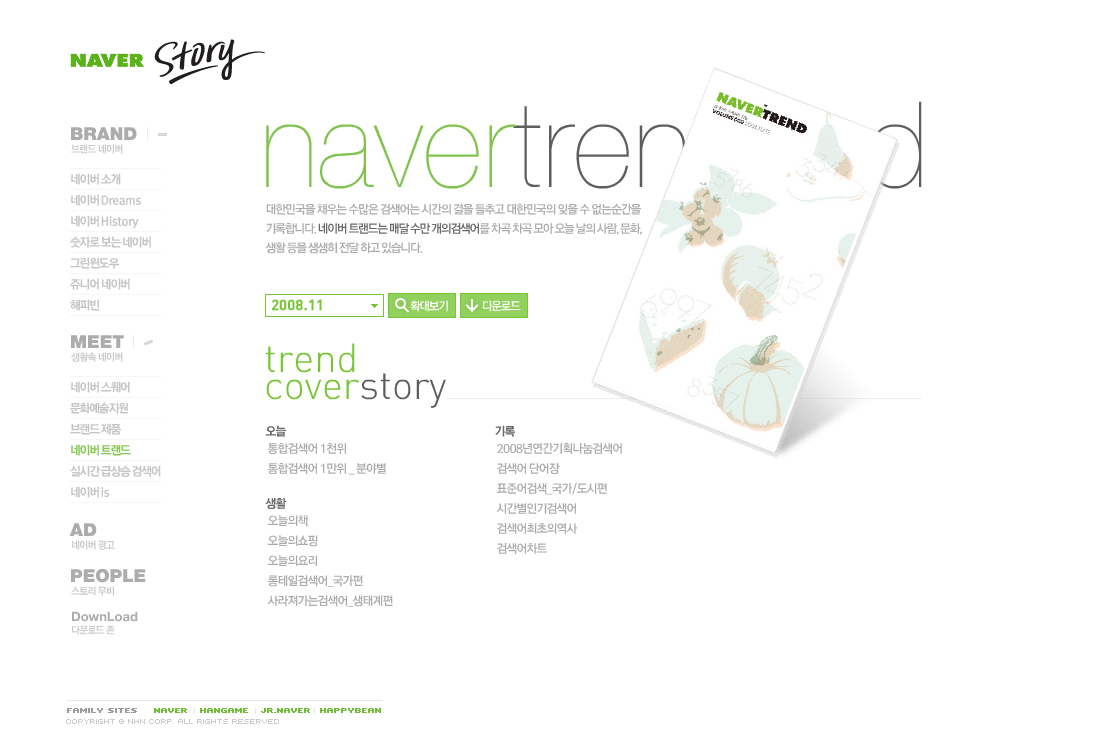 NAVER Story
BRAND
브랜드 네이버
네이버 소개
네이버 Dreams
네이버 History
숫자로 보는 네이버
그린윈도우
쥬니어 네이버
해피빈
MEET
생활속 네이버
네이버 스퀘어
문화예술지원
브랜드 제품
네이버 트랜드
실시간 급상승 검색어
네이버 is
AD
네이버 광고
PEOPLE
스토리 무비
DownLoad
다운로드 존
navertrend
대한민국을 채우는 수많은 검색어는 시간의 결을 들추고 대한민국의 잊을 수 없는순간을
기록합니다. 네이버 트랜드는 매달 수만 개의검색어를 차곡 차곡 모아 오늘 날의 사람, 문화,
생활 등을 생생히 전달 하고 있습니다.
NAVERTREND
5734
334
7452
6997
8357
2008.11
확대보기
다운로드
trend
coverstory
오늘
통합검색어 1천위
통합검색어 1만위 _ 분야별
생활
오늘의책
오늘의쇼핑
오늘의요리
롱테일검색어_국가편
사라져가는검색어_생태계편
기록
2008년연간기획나눔검색어
검색어 단어장
표준어검색_국가/도시편
시간별인기검색어
검색어최초의역사
검색어차트
FAMILY SITES NAVER HANGAME JR.NAVER HAPPYBEAN
COPYRIGHT @ NHN CORP. ALL RIGHTS RESERVED